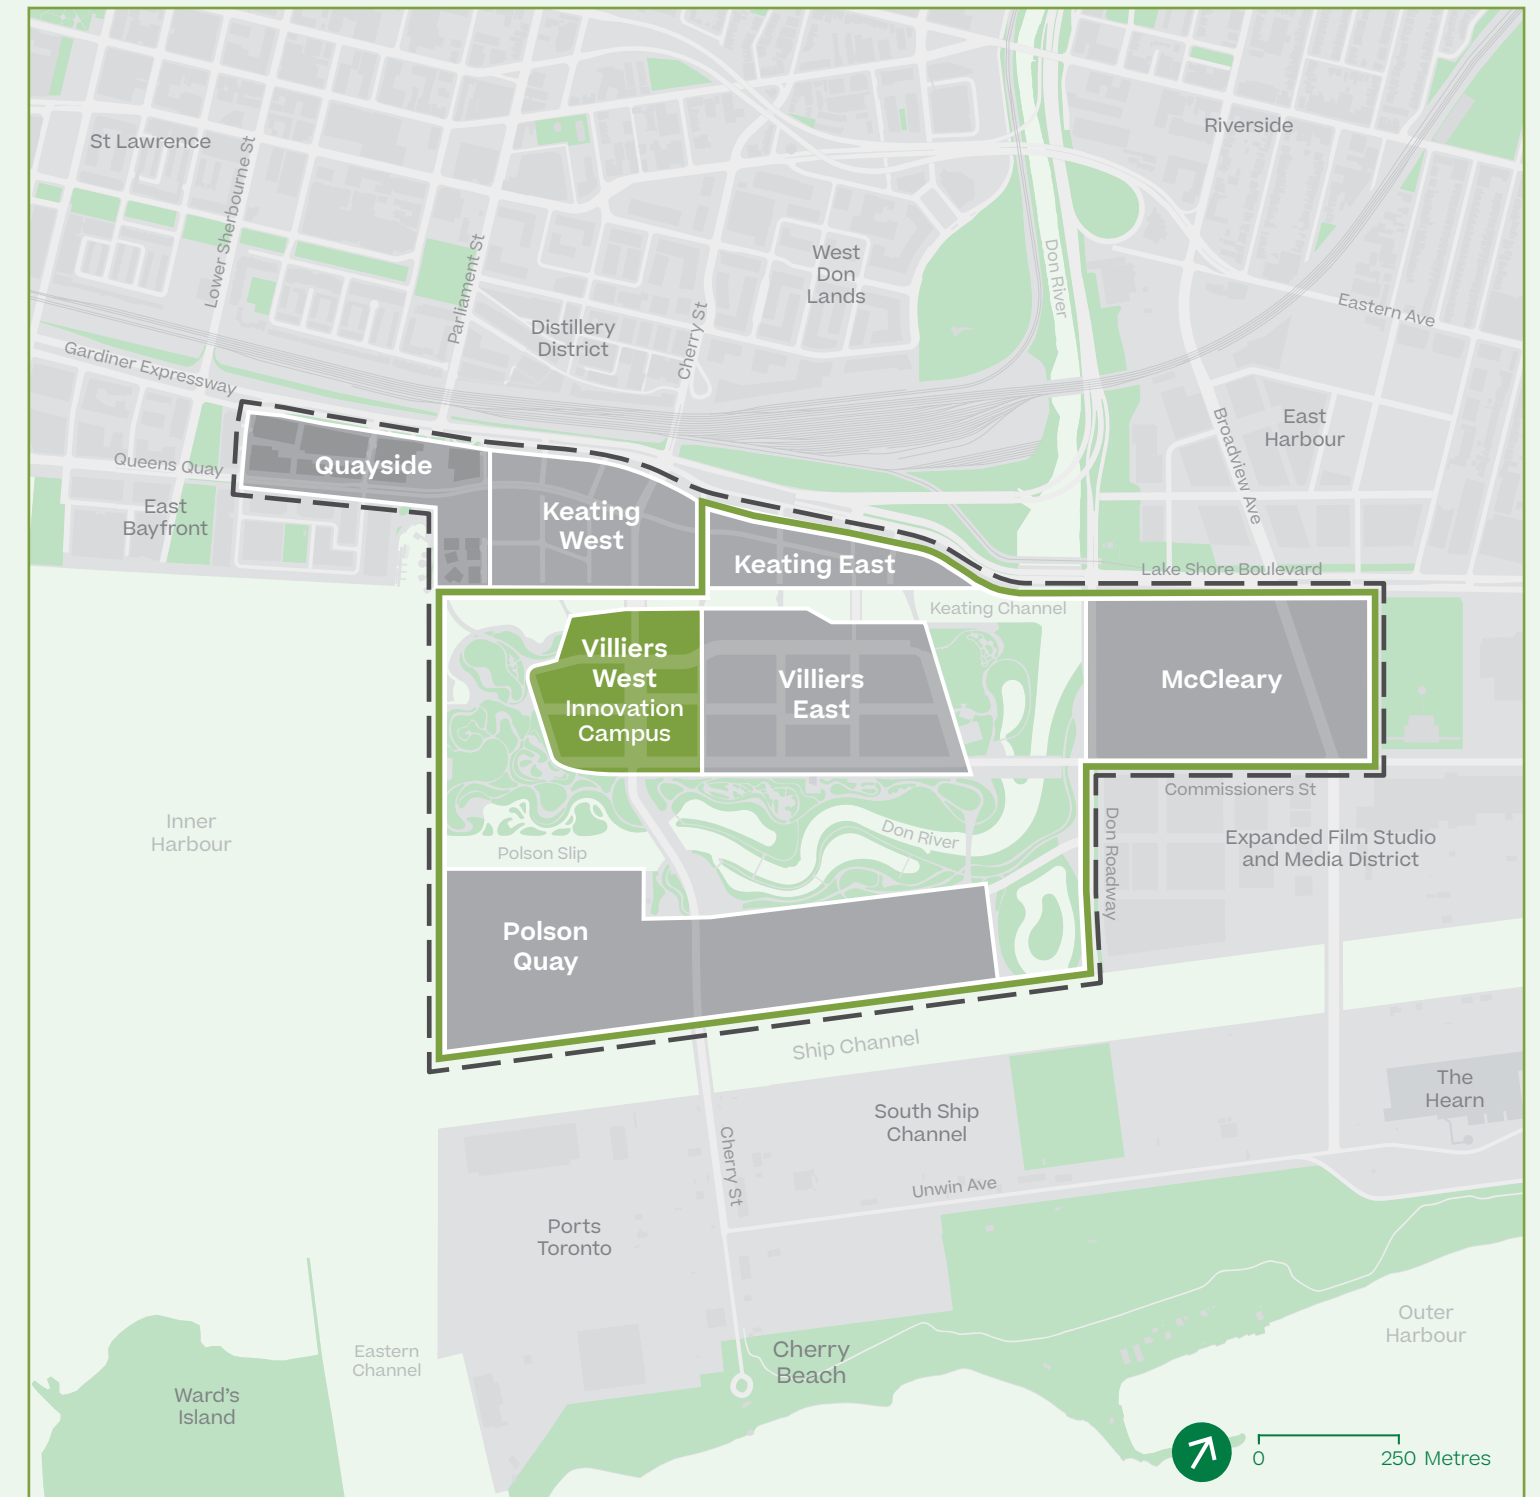 St Lawrence
Lower Sherbourne St
Riverside
Parliament St
West
Don
Lands
Don River
Eastern Ave
Distillery
District
Cherry St
Gardiner Expressway
East
Harbour
Broadview Ave
Queens Quay
Quayside
East
Bayfront
Keating
West
Keating East
Lake Shore Boulevard
Keating Channel
Villiers
West
Innovation
Campus
Villiers
East
McCleary
Commissioners St
Inner
Harbour
Polson Slip
Don River
Don Roadway
Expanded Film Studio
and Media District
Polson
Quay
Ship Channel
The
Hearn
South Ship
Channel
Cherry St
Unwin Ave
Ports
Toronto
Outer
Harbour
Eastern
Channel
Cherry
Beach
Ward's
Island
0
250 Metres